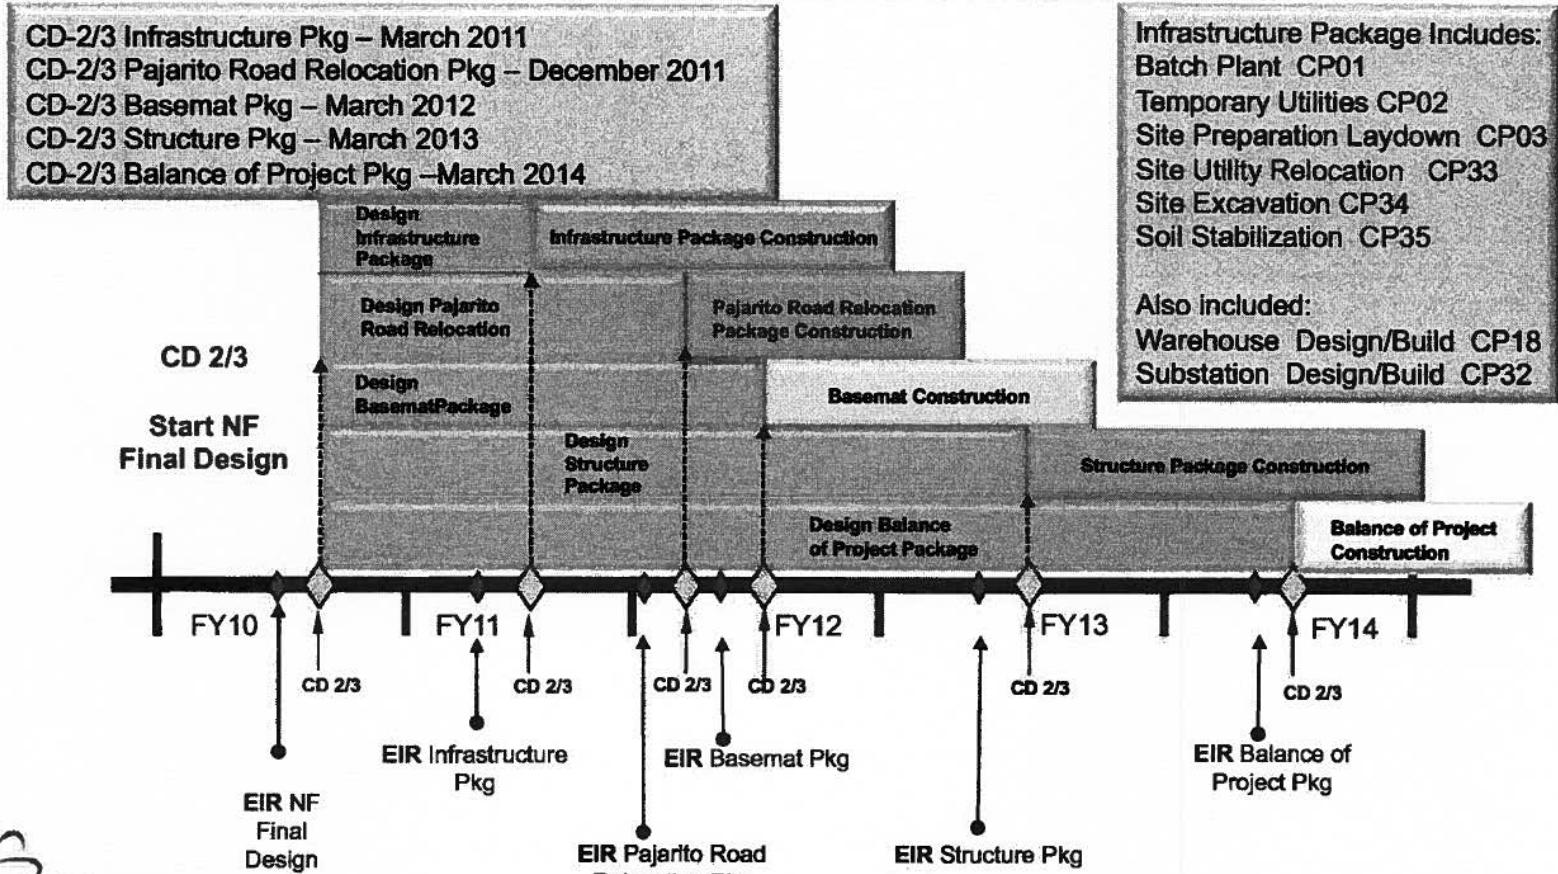 CD-2/3 Infrastructure Pkg – March 2011
CD-2/3 Pajarito Road Relocation Pkg – December 2011
CD-2/3 Basemat Pkg – March 2012
CD-2/3 Structure Pkg – March 2013
CD-2/3 Balance of Project Pkg –March 2014
Infrastructure Package Includes:
Batch Plant CP01
Temporary Utilities CP02
Site Preparation Laydown CP03
Site Utility Relocation CP33
Site Excavation CP34
Soil Stabilization CP35
Also included:
Warehouse Design/Build CP18
Substation Design/Build CP32
Design
Infrastructure
Package
Infrastructure Package Construction
Design Pajarito
Road Relocation
Pajarito Road Relocation
Package Construction
CD 2/3
Start NF
Final Design
Design
BasematPackage
Basemat Construction
Design
Structure
Package
Structure Package Construction
Design Balance
of Project Package
Balance of Project
Construction
FY10
FY11
FY12
FY13
FY14
CD 2/3
CD 2/3
CD 2/3
CD 2/3
CD 2/3
CD 2/3
EIR NF
Final
Design
EIR Infrastructure
Pkg
EIR Pajarito Road
EIR Basemat Pkg
EIR Structure Pkg
EIR Balance of
Project Pkg